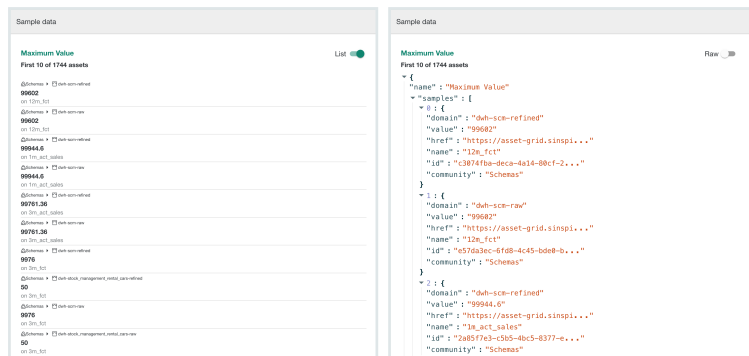 Sample data
Maximum Value
List
First 10 of 1744 assets
Schemas dwh-scm-refined
99602
on 12m_fct
Schemas dwh-scm-raw
99602
on 12m_fct
Schemas dwh-scm-refined
99944.6
on 1m_act_sales
Schemas dwh-scm-raw
99944.6
on 1m_act_sales
Schemas dwh-scm-refined
99761.36
on 3m_act_sales
Schemas dwh-scm-raw
99761.36
on 3m_act_sales
Schemas dwh-scm-refined
9976
on 3m_fct
Schemas dwh-stock_management_rental_cars-refined
50
on 3m_fct
Schemas dwh-scm-raw
9976
on 3m_fct
Schemas dwh-stock_management_rental_cars-raw
50
on 3m_fct
Sample data
Maximum Value
Raw
First 10 of 1744 assets
{
"name" : "Maximum Value"
"samples" : [
0 : {
"domain" : "dwh-scm-refined"
"value" : "99602"
"href" : "https://asset-grid.sinspi..."
"name" : "12m_fct"
"id" : "c3074fba-deca-4a14-80cf-2..."
"community" : "Schemas"
}
1 : {
"domain" : "dwh-scm-raw"
"value" : "99602"
"href" : "https://asset-grid.sinspi..."
"name" : "12m_fct"
"id" : "e57da3ec-6fd8-4c45-bde0-b..."
"community" : "Schemas"
}
2 : {
"domain" : "dwh-scm-refined"
"value" : "99944.6"
"href" : "https://asset-grid.sinspi..."
"name" : "1m_act_sales"
"id" : "2a85f7e3-c5b5-4bc5-8377-e..."
"community" : "Schemas"